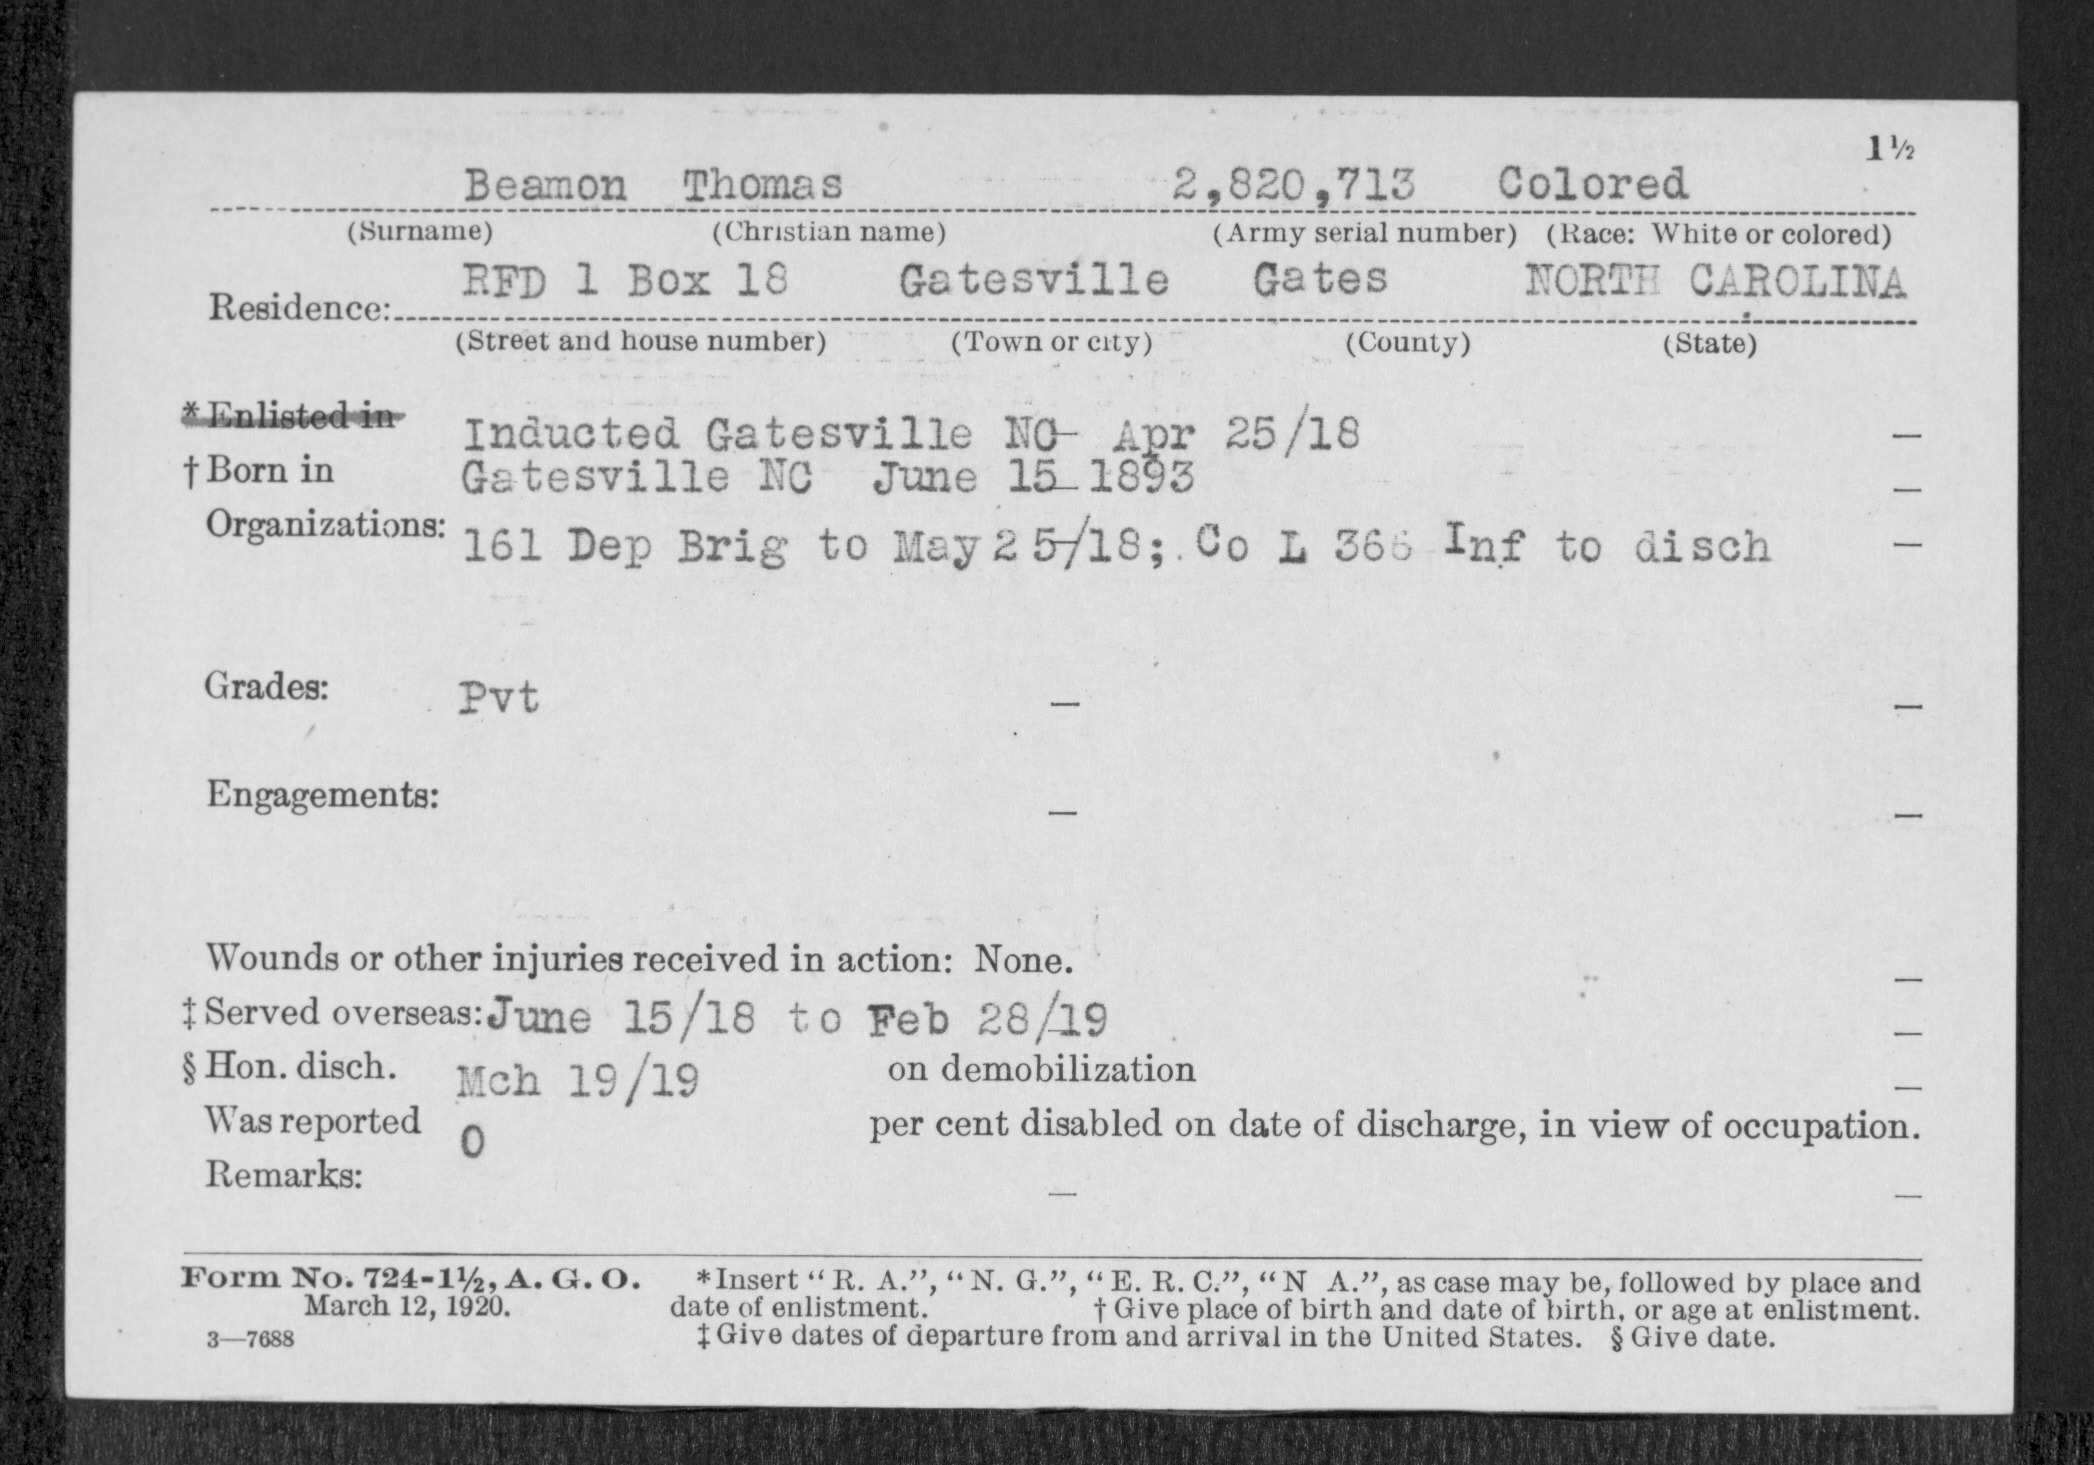 1½
Beamon Thomas 2,820,713 Colored
(Surname) (Christian name) (Army serial number) (Race: White or colored)
Residence: RFD 1 Box 18 Gatesville Gates NORTH CAROLINA
(Street and house number) (Town or city) (County) (State)
*Enlisted in Inducted Gatesville NC- Apr 25/18 —
†Born in Gatesville NC June 15 1893 —
Organizations: 161 Dep Brig to May 25/18; Co L 366 Inf to disch —
Grades: Pvt — —
Engagements: — —
Wounds or other injuries received in action: None. —
‡Served overseas: June 15/18 to Feb 28/19 —
§Hon. disch. Mch 19/19 on demobilization —
Was reported 0 per cent disabled on date of discharge, in view of occupation.
Remarks: — —
Form No. 724-1½, A. G. O. *Insert "R. A.", "N. G.", "E. R. C.", "N A.", as case may be, followed by place and
March 12, 1920. date of enlistment. †Give place of birth and date of birth, or age at enlistment.
3—7688 ‡Give dates of departure from and arrival in the United States. §Give date.